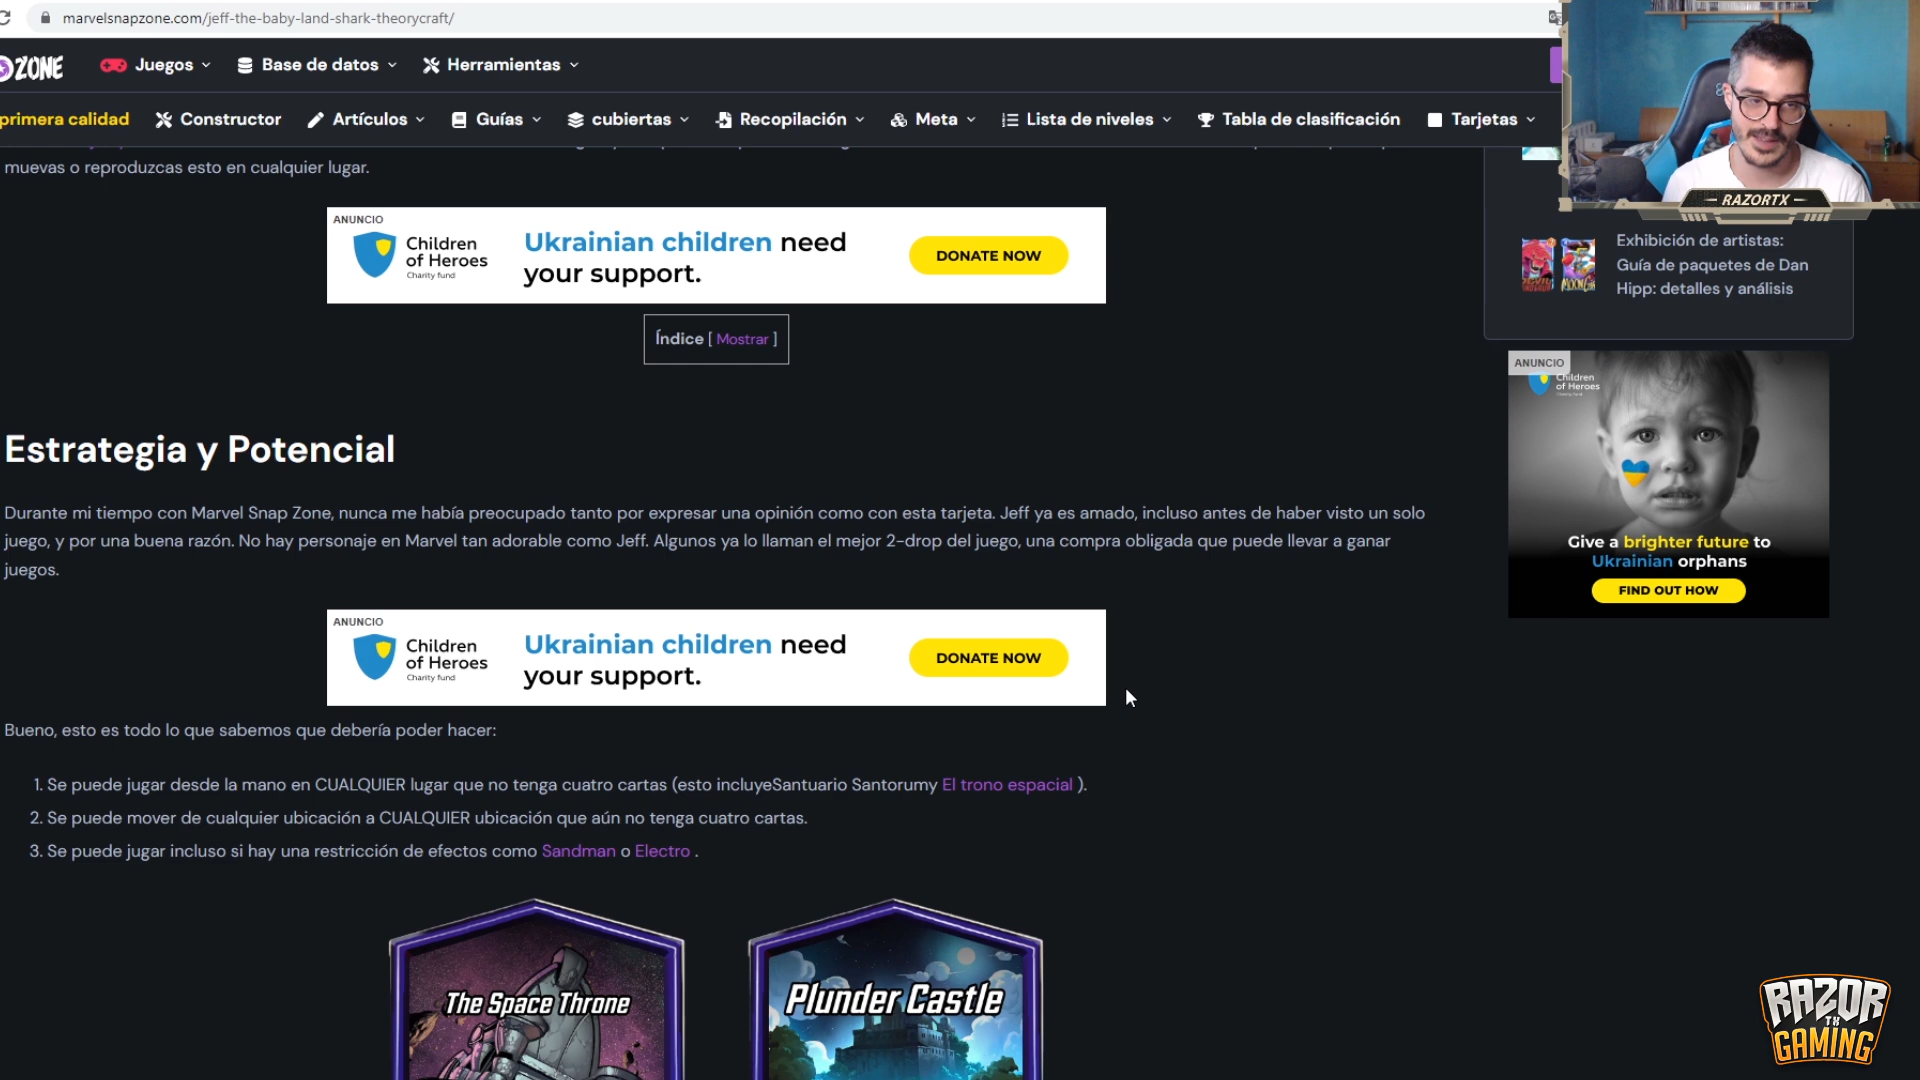 marvelsnapzone.com/jeff-the-baby-land-shark-theorycraft/
ZONE
Juegos
Base de datos
Herramientas
primera calidad
Constructor
Artículos
Guías
cubiertas
Recopilación
Meta
Lista de niveles
Tabla de clasificación
Tarjetas
muevas o reproduzcas esto en cualquier lugar.
RAZORTX
ANUNCIO
Children of Heroes
Charity fund
Ukrainian children need
your support.
DONATE NOW
Exhibición de artistas:
Guía de paquetes de Dan
Hipp: detalles y análisis
Índice [ Mostrar ]
ANUNCIO
Children
of Heroes
Give a brighter future to
Ukrainian orphans
FIND OUT HOW
Estrategia y Potencial
Durante mi tiempo con Marvel Snap Zone, nunca me había preocupado tanto por expresar una opinión como con esta tarjeta. Jeff ya es amado, incluso antes de haber visto un solo
juego, y por una buena razón. No hay personaje en Marvel tan adorable como Jeff. Algunos ya lo llaman el mejor 2-drop del juego, una compra obligada que puede llevar a ganar
juegos.
ANUNCIO
Children of Heroes
Charity fund
Ukrainian children need
your support.
DONATE NOW
Bueno, esto es todo lo que sabemos que debería poder hacer:
1. Se puede jugar desde la mano en CUALQUIER lugar que no tenga cuatro cartas (esto incluyeSantuario Santorumy El trono espacial ).
2. Se puede mover de cualquier ubicación a CUALQUIER ubicación que aún no tenga cuatro cartas.
3. Se puede jugar incluso si hay una restricción de efectos como Sandman o Electro .
The Space Throne
Plunder Castle
RAZOR
TX
GAMING